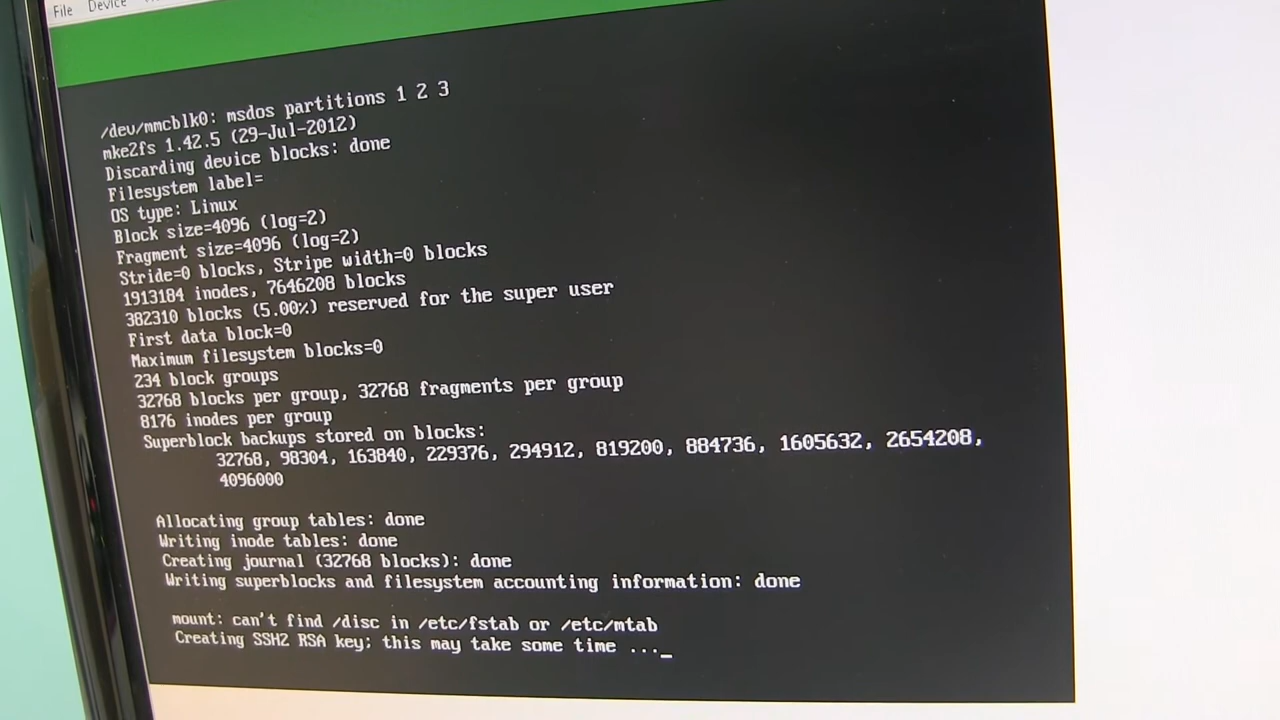 File Device
/dev/mmcblk0: msdos partitions 1 2 3
mke2fs 1.42.5 (29-Jul-2012)
Discarding device blocks: done
Filesystem label=
OS type: Linux
Block size=4096 (log=2)
Fragment size=4096 (log=2)
Stride=0 blocks, Stripe width=0 blocks
1913184 inodes, 7646208 blocks
382310 blocks (5.00%) reserved for the super user
First data block=0
Maximum filesystem blocks=0
234 block groups
32768 blocks per group, 32768 fragments per group
8176 inodes per group
Superblock backups stored on blocks:
32768, 98304, 163840, 229376, 294912, 819200, 884736, 1605632, 2654208,
4096000
Allocating group tables: done
Writing inode tables: done
Creating journal (32768 blocks): done
Writing superblocks and filesystem accounting information: done
mount: can't find /disc in /etc/fstab or /etc/mtab
Creating SSH2 RSA key; this may take some time ..._